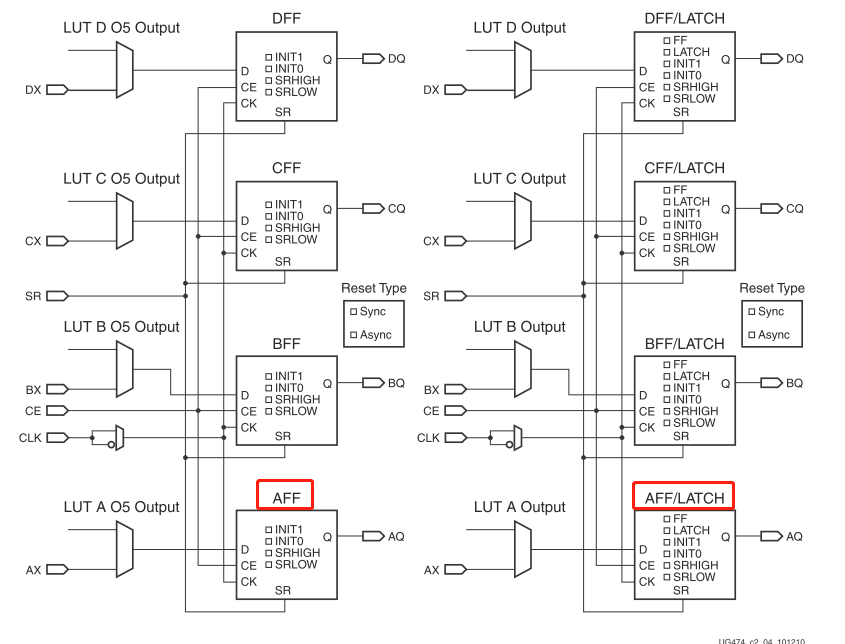 DFF
LUT D O5 Output
INIT1
INIT0
SRHIGH
SRLOW
D
CE
CK
SR
Q
DQ
DX
CFF
LUT C O5 Output
INIT1
INIT0
SRHIGH
SRLOW
D
CE
CK
SR
Q
CQ
CX
SR
Reset Type
Sync
Async
BFF
LUT B O5 Output
INIT1
INIT0
SRHIGH
SRLOW
D
CE
CK
SR
Q
BQ
BX
CE
CLK
AFF
LUT A O5 Output
INIT1
INIT0
SRHIGH
SRLOW
D
CE
CK
SR
Q
AQ
AX
DFF/LATCH
LUT D O5 Output
FF
LATCH
INIT1
INIT0
SRHIGH
SRLOW
D
CE
CK
SR
Q
DQ
DX
CFF/LATCH
LUT C Output
FF
LATCH
INIT1
INIT0
SRHIGH
SRLOW
D
CE
CK
SR
Q
CQ
CX
SR
Reset Type
Sync
Async
BFF/LATCH
LUT B Output
FF
LATCH
INIT1
INIT0
SRHIGH
SRLOW
D
CE
CK
SR
Q
BQ
BX
CE
CLK
AFF/LATCH
LUT A Output
FF
LATCH
INIT1
INIT0
SRHIGH
SRLOW
D
CE
CK
SR
Q
AQ
AX
UG474_c2_04_101210